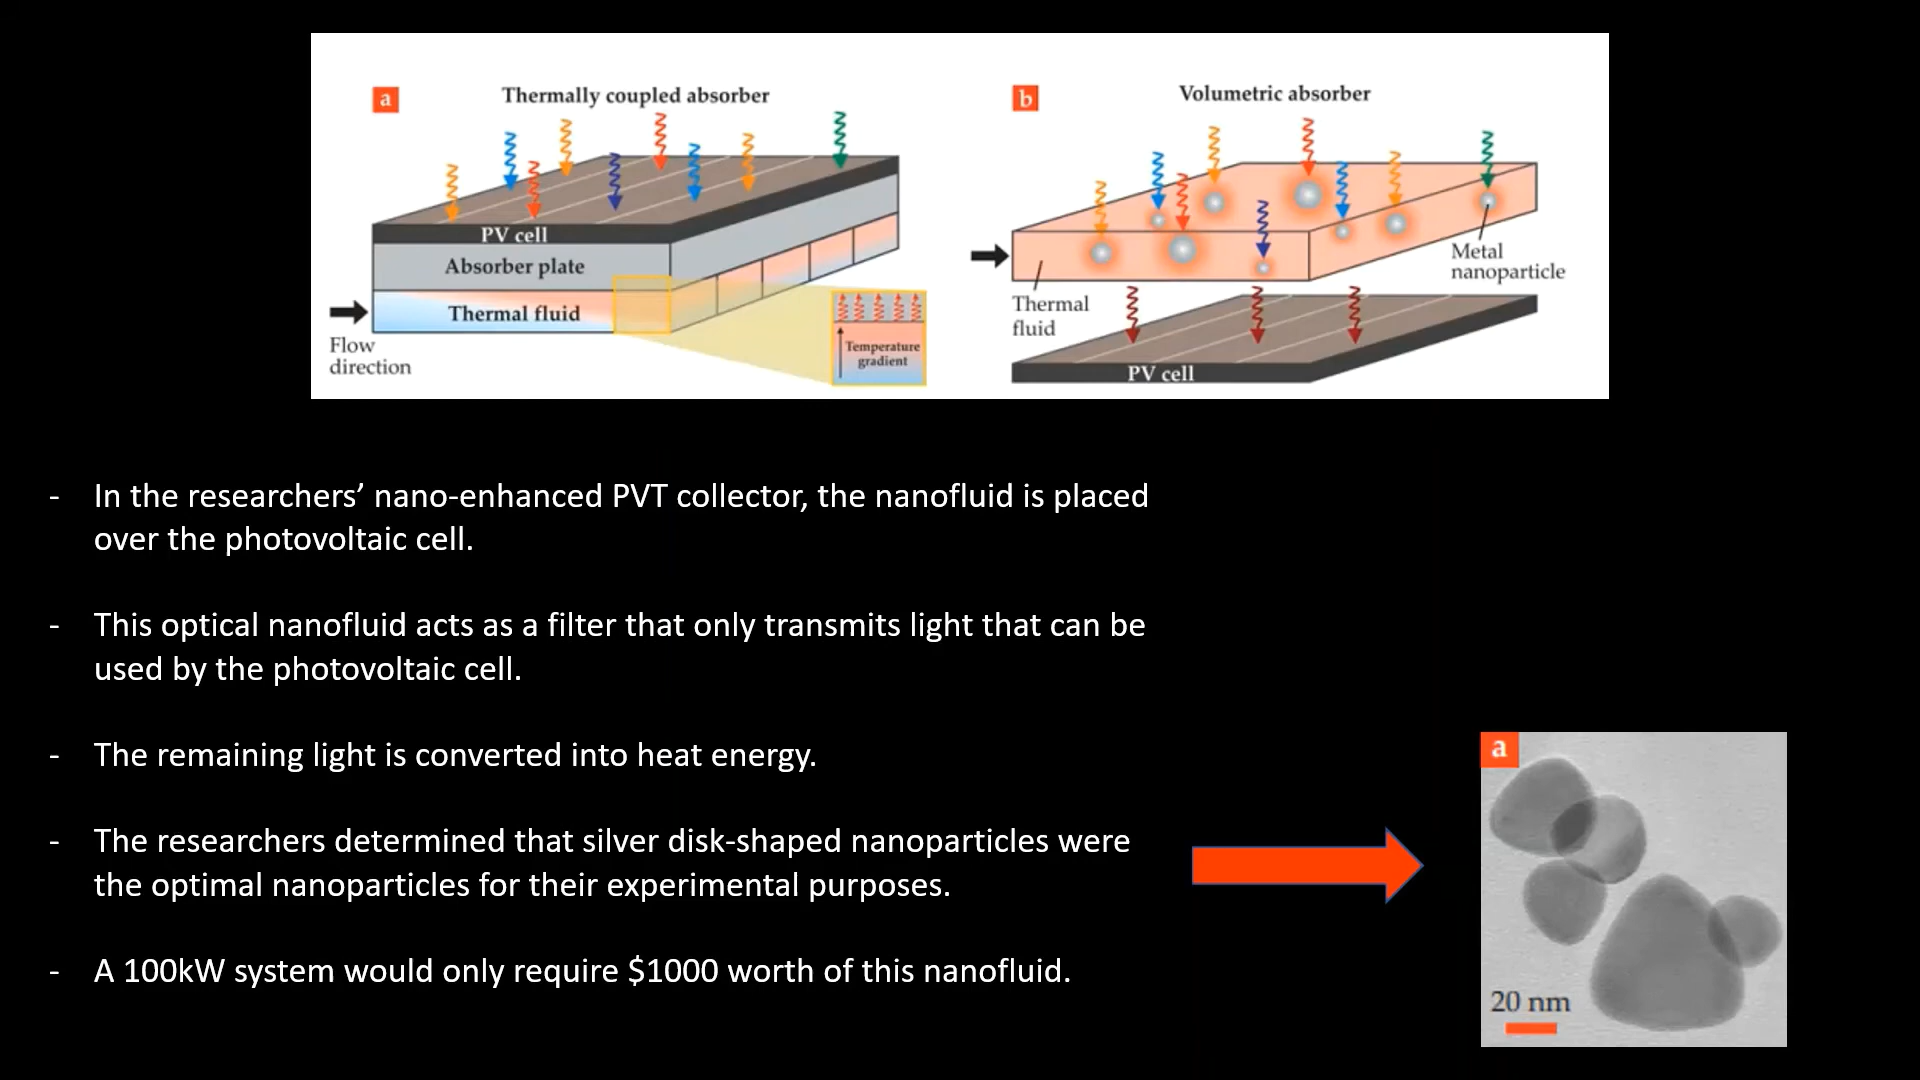 a
Thermally coupled absorber
PV cell
Absorber plate
Thermal fluid
Flow
direction
Temperature
gradient
b
Volumetric absorber
Metal
nanoparticle
Thermal
fluid
PV cell
- In the researchers’ nano-enhanced PVT collector, the nanofluid is placed
over the photovoltaic cell.
- This optical nanofluid acts as a filter that only transmits light that can be
used by the photovoltaic cell.
- The remaining light is converted into heat energy.
- The researchers determined that silver disk-shaped nanoparticles were
the optimal nanoparticles for their experimental purposes.
- A 100kW system would only require $1000 worth of this nanofluid.
a
20 nm